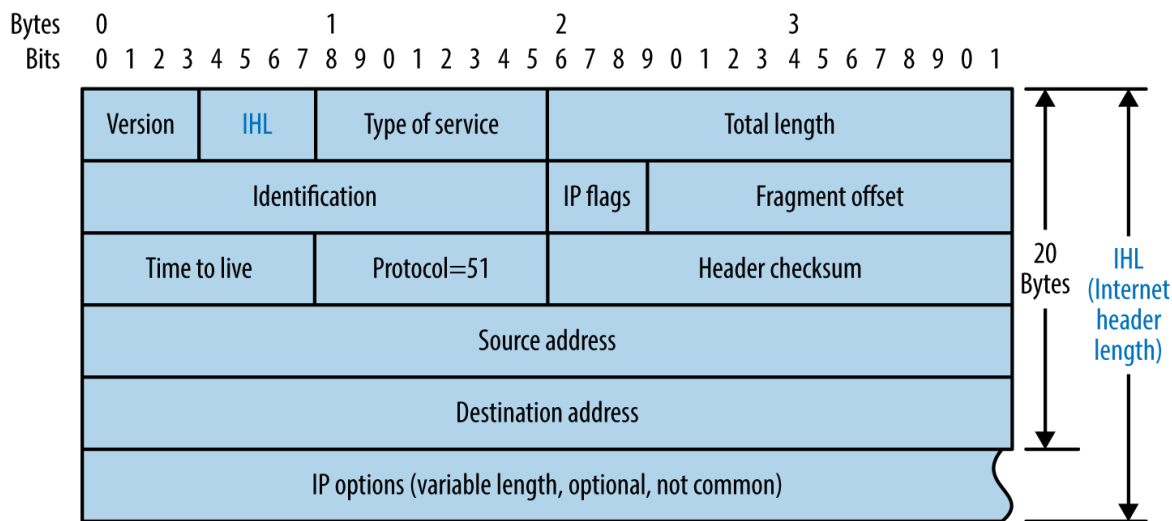 Bytes 0 1 2 3
Bits 0 1 2 3 4 5 6 7 8 9 0 1 2 3 4 5 6 7 8 9 0 1 2 3 4 5 6 7 8 9 0 1
Version IHL Type of service Total length
Identification IP flags Fragment offset
Time to live Protocol=51 Header checksum
Source address
Destination address
IP options (variable length, optional, not common)
20
Bytes
IHL
(Internet
header
length)